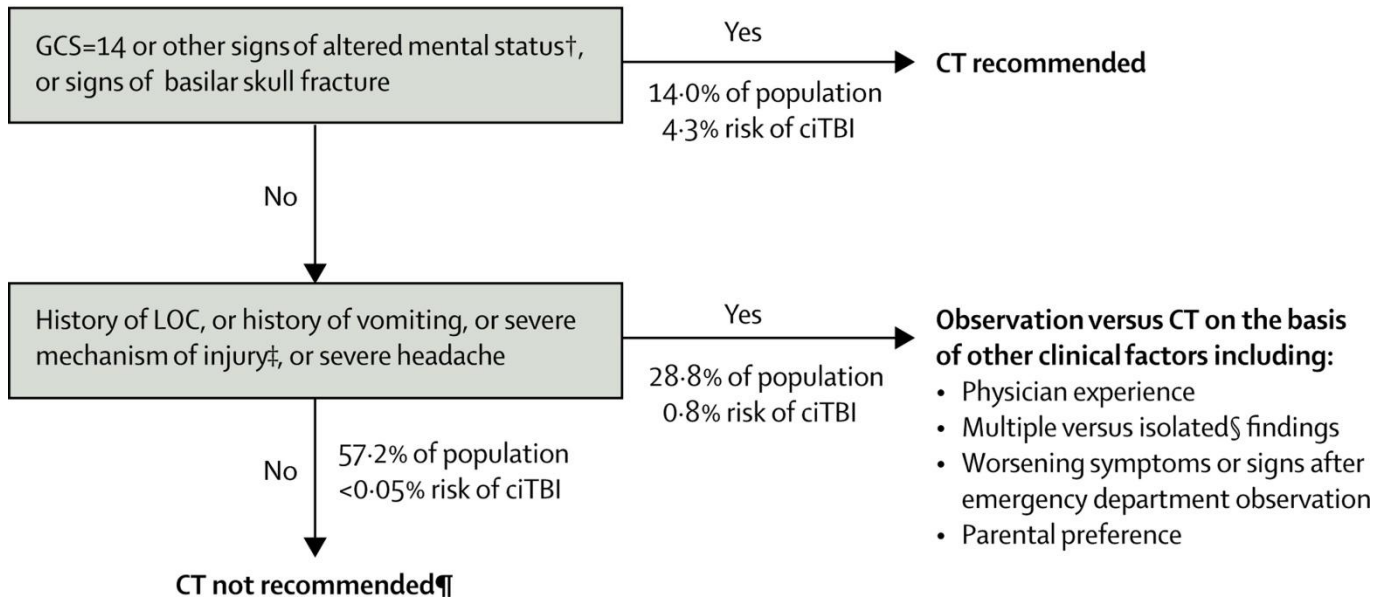 GCS=14 or other signs of altered mental status†,
or signs of basilar skull fracture
Yes
14·0% of population
4·3% risk of ciTBI
CT recommended
No
History of LOC, or history of vomiting, or severe
mechanism of injury‡, or severe headache
Yes
28·8% of population
0·8% risk of ciTBI
Observation versus CT on the basis
of other clinical factors including:
• Physician experience
• Multiple versus isolated§ findings
• Worsening symptoms or signs after
emergency department observation
• Parental preference
No
57·2% of population
<0·05% risk of ciTBI
CT not recommended¶